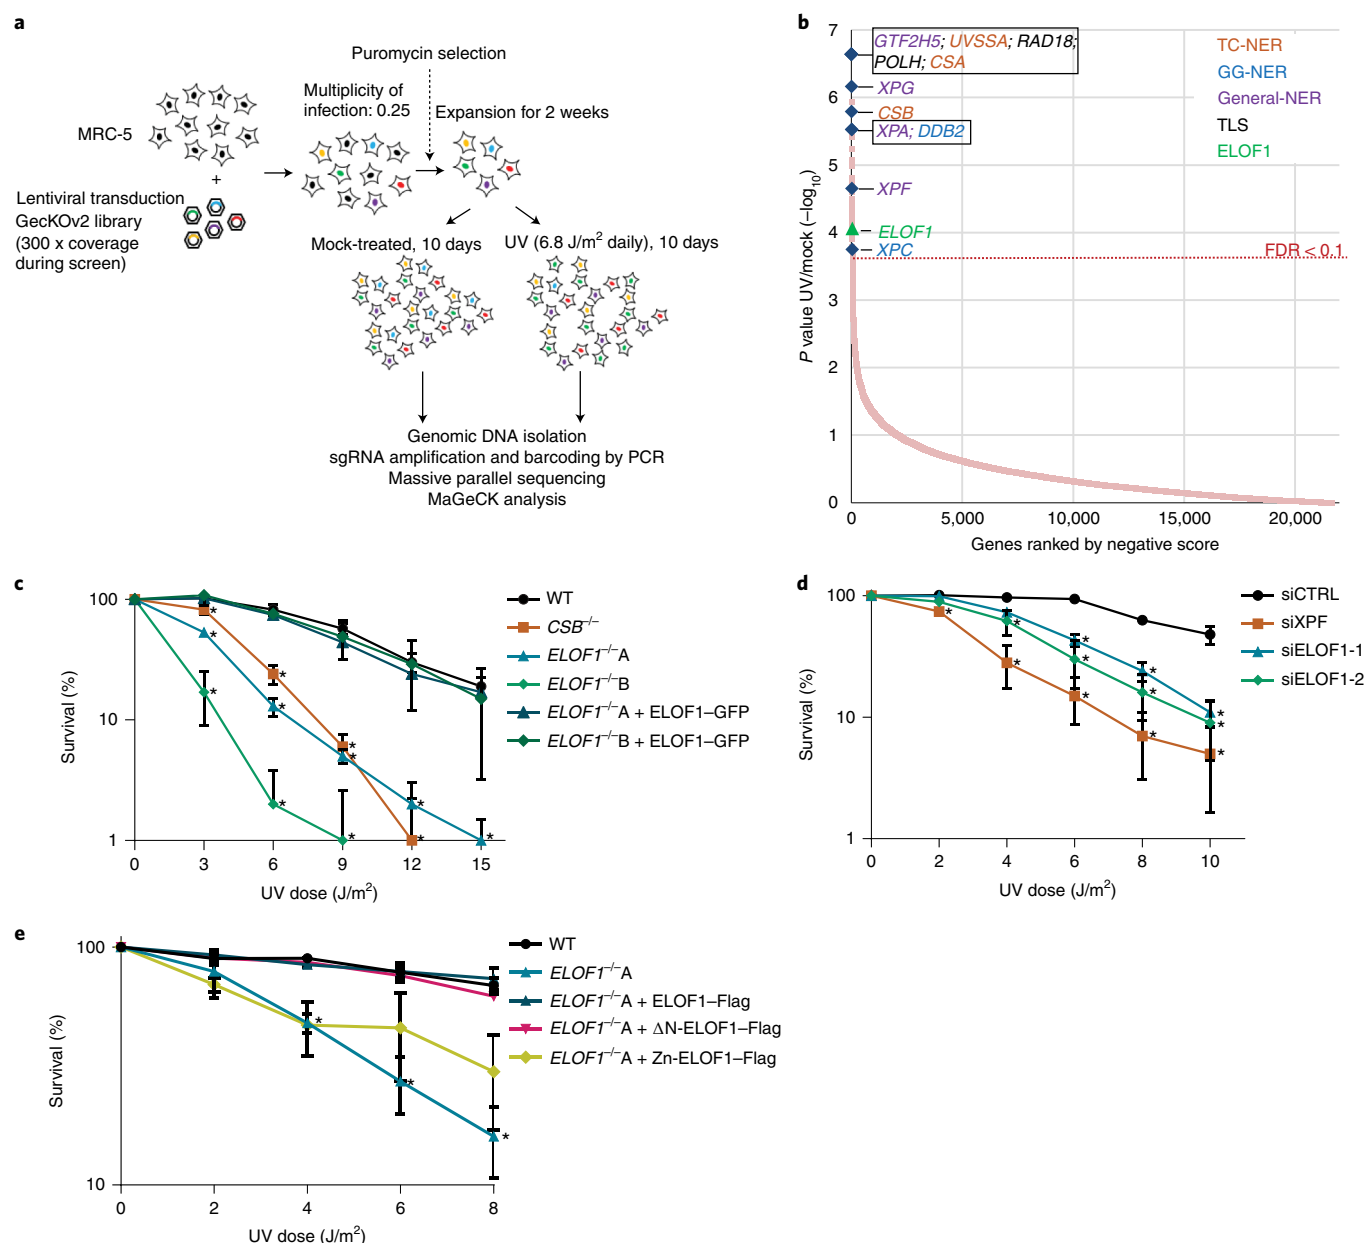 a
Puromycin selection
Multiplicity of
infection: 0.25
Expansion for 2 weeks
MRC-5
+
Lentiviral transduction
GecKOv2 library
(300 x coverage
during screen)
Mock-treated, 10 days
UV (6.8 J/m² daily), 10 days
Genomic DNA isolation
sgRNA amplification and barcoding by PCR
Massive parallel sequencing
MaGeCK analysis
b
7
6
5
4
3
2
1
0
P value UV/mock (–log₁₀)
GTF2H5; UVSSA; RAD18;
POLH; CSA
XPG
CSB
XPA; DDB2
XPF
ELOF1
XPC
TC-NER
GG-NER
General-NER
TLS
ELOF1
FDR < 0.1
0 5,000 10,000 15,000 20,000
Genes ranked by negative score
c
100
10
1
Survival (%)
* * * * * * * * * * * *
0 3 6 9 12 15
UV dose (J/m²)
WT
CSB⁻/⁻
ELOF1⁻/⁻A
ELOF1⁻/⁻B
ELOF1⁻/⁻A + ELOF1–GFP
ELOF1⁻/⁻B + ELOF1–GFP
d
100
10
1
Survival (%)
* * * * * * * * * * * *
0 2 4 6 8 10
UV dose (J/m²)
siCTRL
siXPF
siELOF1-1
siELOF1-2
e
100
10
Survival (%)
* * *
0 2 4 6 8
UV dose (J/m²)
WT
ELOF1⁻/⁻A
ELOF1⁻/⁻A + ELOF1–Flag
ELOF1⁻/⁻A + ΔN-ELOF1–Flag
ELOF1⁻/⁻A + Zn-ELOF1–Flag